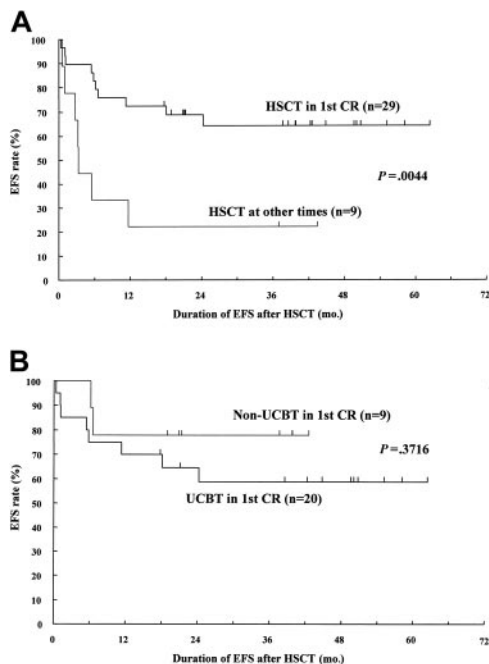 A
100
90
80
70
60
50
40
30
20
10
0
EFS rate (%)
HSCT in 1st CR (n=29)
P=.0044
HSCT at other times (n=9)
0 12 24 36 48 60 72
Duration of EFS after HSCT (mo.)
B
100
90
80
70
60
50
40
30
20
10
0
EFS rate (%)
Non-UCBT in 1st CR (n=9)
P=.3716
UCBT in 1st CR (n=20)
0 12 24 36 48 60 72
Duration of EFS after HSCT (mo.)